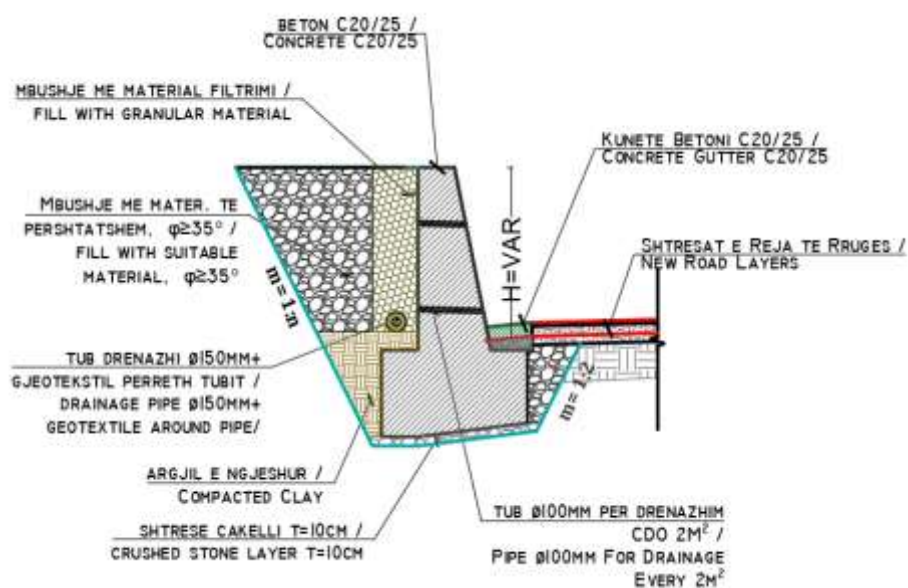 BETON C20/25 /
CONCRETE C20/25
MBUSHJE ME MATERIAL FILTRIMI /
FILL WITH GRANULAR MATERIAL
KUNETE BETONI C20/25 /
CONCRETE GUTTER C20/25
MBUSHJE ME MATER. TE
PERSHTATSHEM, φ≥35° /
FILL WITH SUITABLE
MATERIAL, φ≥35°
H=VAR
SHTRESAT E REJA TE RRUGES /
NEW ROAD LAYERS
m= 1:n
m= 1:2
TUB DRENAZHI Ø150MM+
GJEOTEKSTIL PERRETH TUBIT /
DRAINAGE PIPE Ø150MM+
GEOTEXTILE AROUND PIPE/
ARGJIL E NGJESHUR /
COMPACTED CLAY
SHTRESE CAKELLI T=10CM /
CRUSHED STONE LAYER T=10CM
TUB Ø100MM PER DRENAZHIM
CDO 2M² /
PIPE Ø100MM FOR DRAINAGE
EVERY 2M²